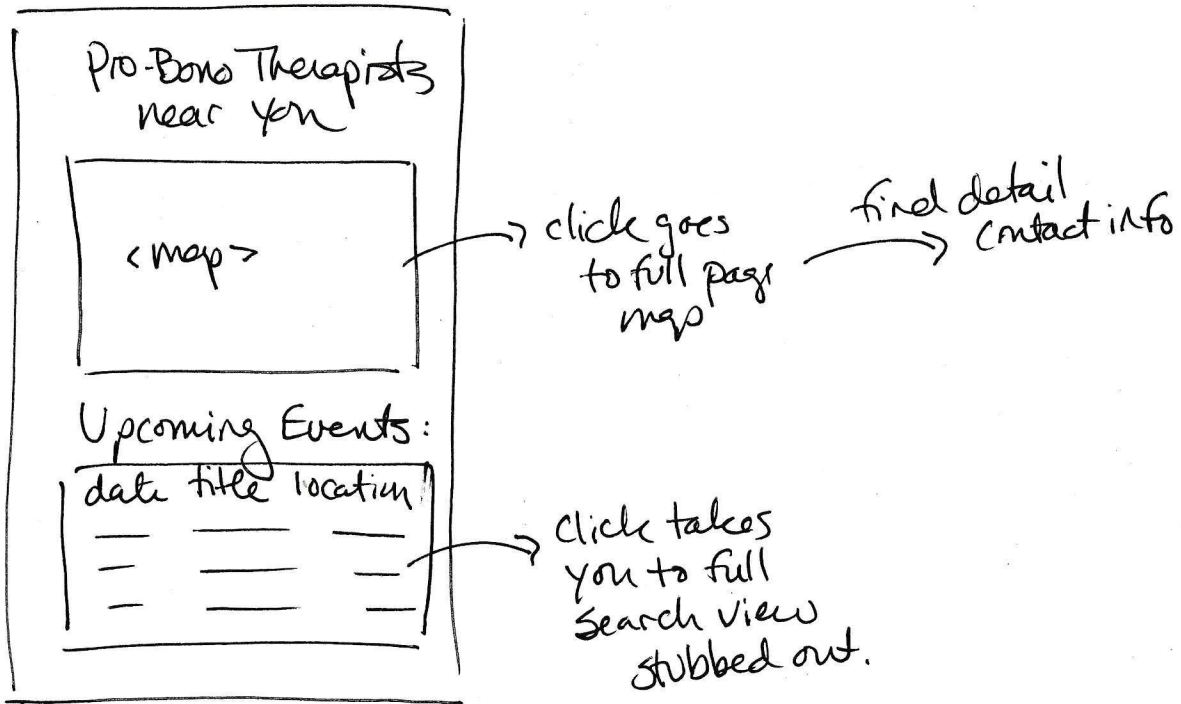 Pro-Bono Therapists
near you
<map>
click goes
to full page
map
find detail
contact info
Upcoming Events:
date title location
click takes
you to full
search view
stubbed out.